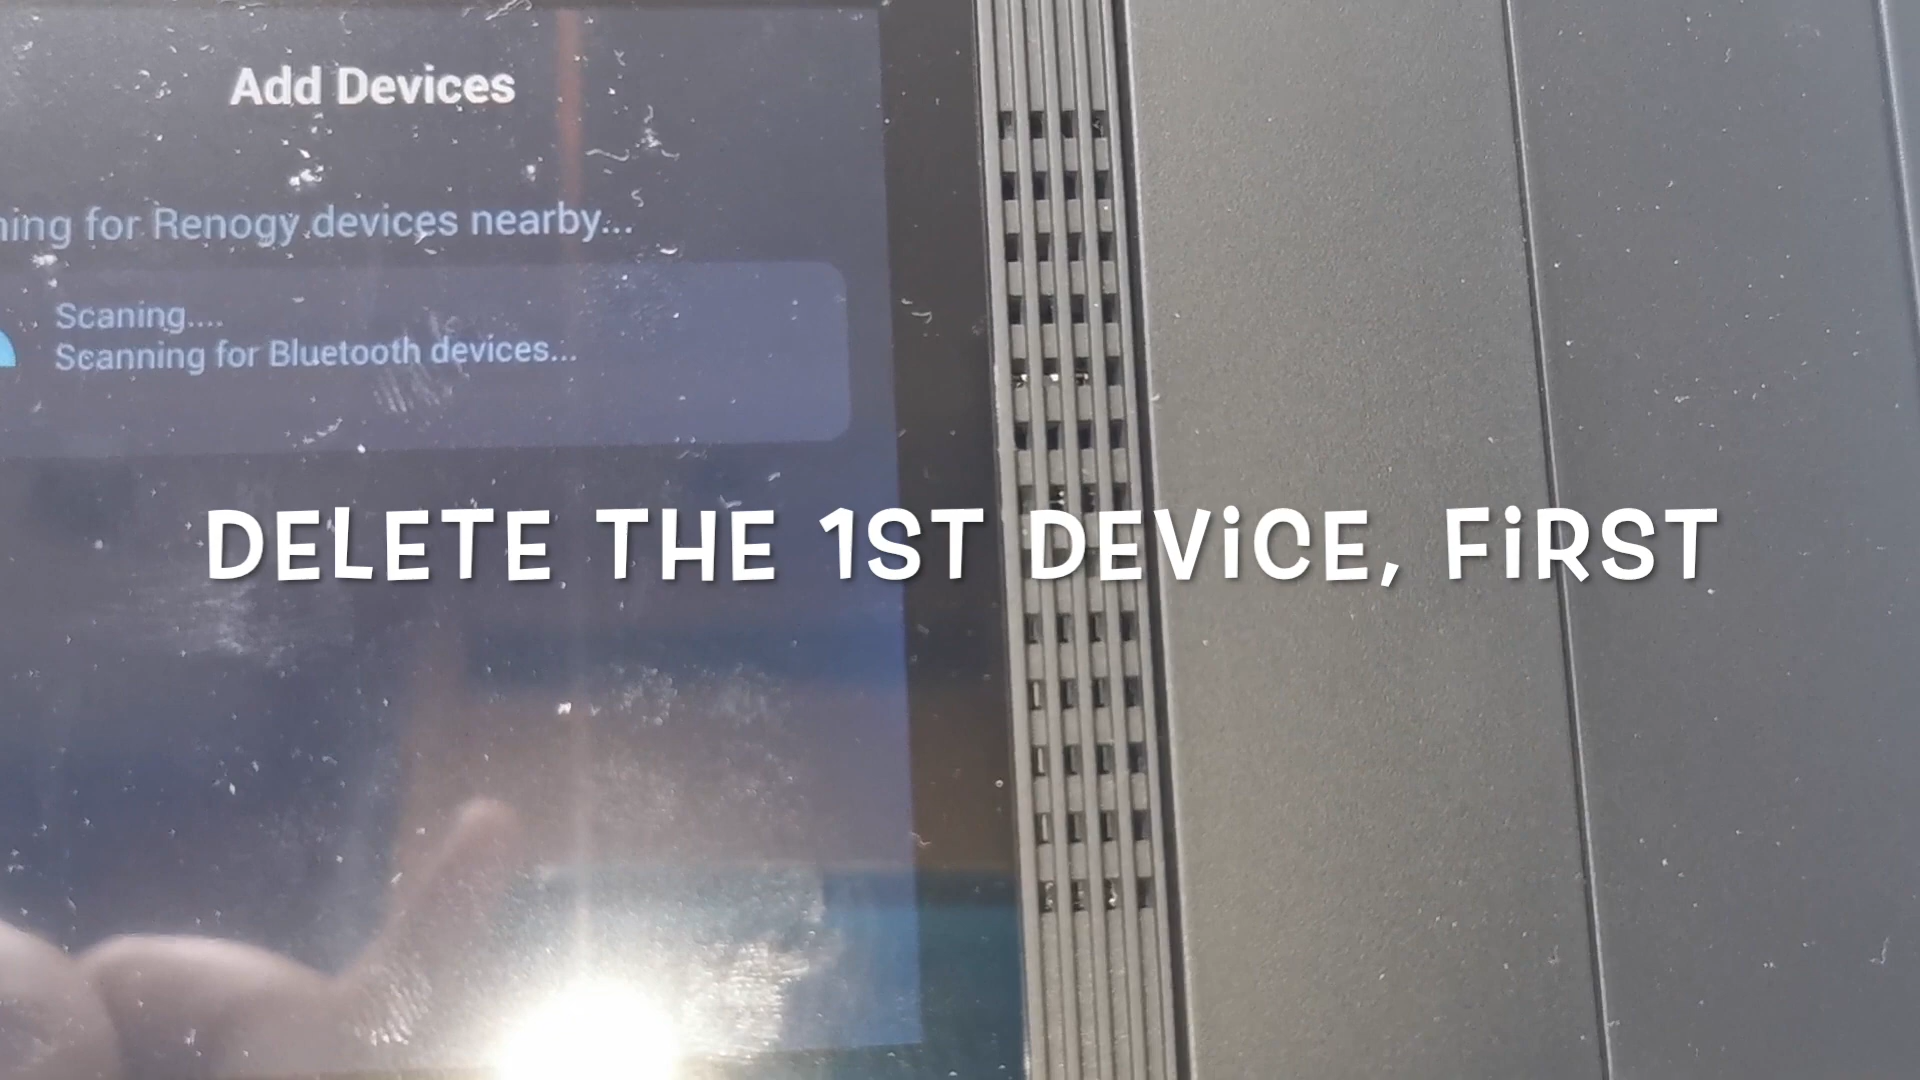 Add Devices
ning for Renogy devices nearby...
Scaning....
Scanning for Bluetooth devices...
DELETE THE 1ST DEViCE, FiRST